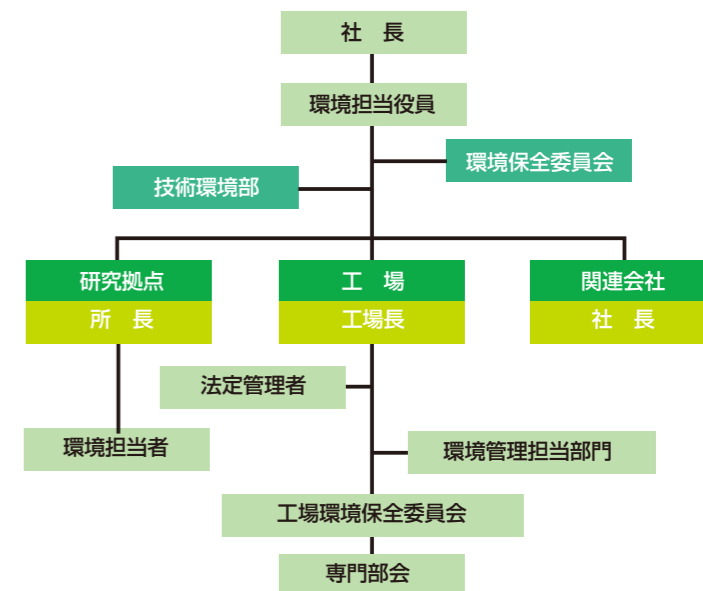 社　長
環境担当役員
環境保全委員会
技術環境部
研究拠点
所　長
工　場
工場長
関連会社
社　長
法定管理者
環境担当者
環境管理担当部門
工場環境保全委員会
専門部会